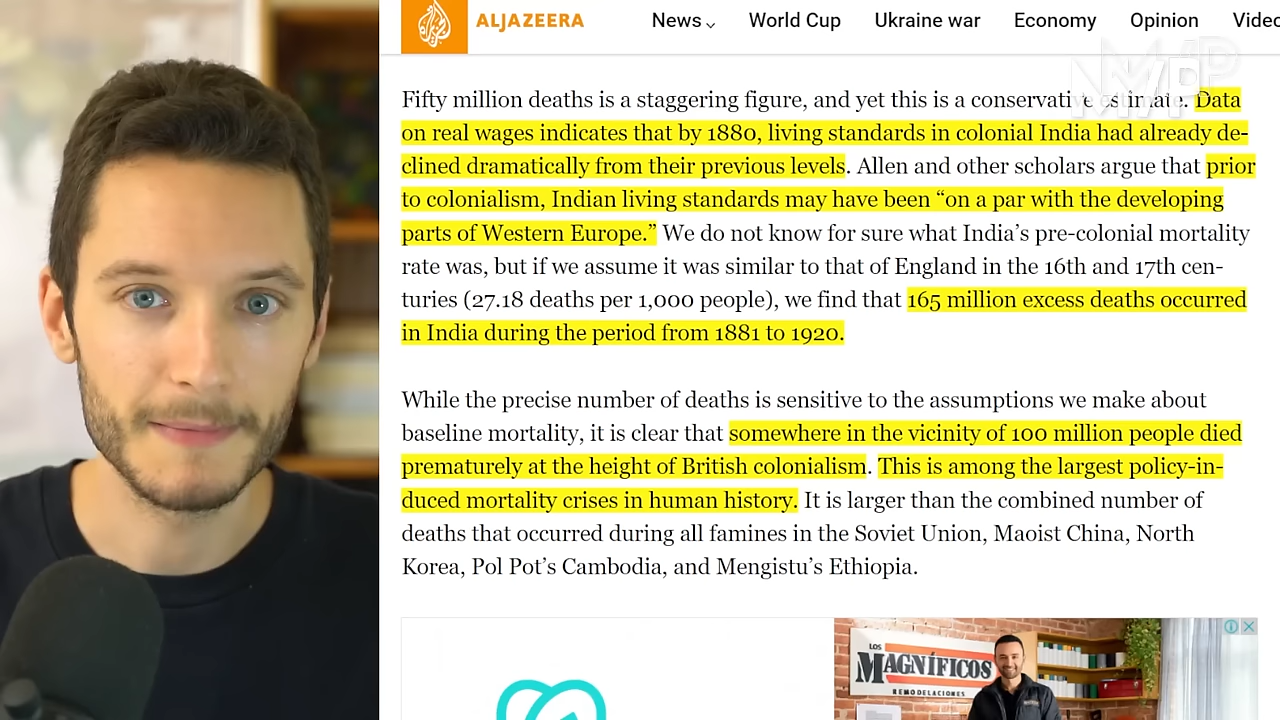 ALJAZEERA
News World Cup Ukraine war Economy Opinion Video
MVP
Fifty million deaths is a staggering figure, and yet this is a conservative estimate. Data
on real wages indicates that by 1880, living standards in colonial India had already de-
clined dramatically from their previous levels. Allen and other scholars argue that prior
to colonialism, Indian living standards may have been “on a par with the developing
parts of Western Europe.” We do not know for sure what India’s pre-colonial mortality
rate was, but if we assume it was similar to that of England in the 16th and 17th cen-
turies (27.18 deaths per 1,000 people), we find that 165 million excess deaths occurred
in India during the period from 1881 to 1920.
While the precise number of deaths is sensitive to the assumptions we make about
baseline mortality, it is clear that somewhere in the vicinity of 100 million people died
prematurely at the height of British colonialism. This is among the largest policy-in-
duced mortality crises in human history. It is larger than the combined number of
deaths that occurred during all famines in the Soviet Union, Maoist China, North
Korea, Pol Pot’s Cambodia, and Mengistu’s Ethiopia.
LOS
MAGNÍFICOS
REMODELACIONES